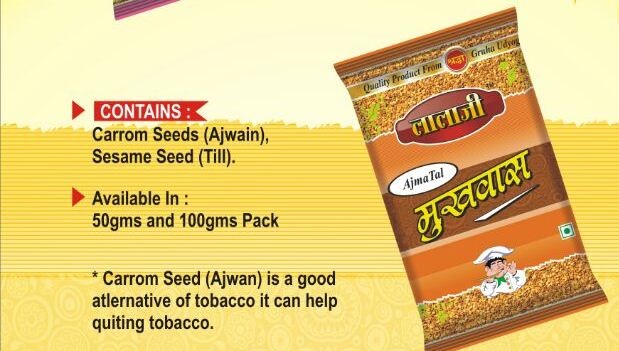 CONTAINS :
Carrom Seeds (Ajwain),
Sesame Seed (Till).
Available In :
50gms and 100gms Pack
* Carrom Seed (Ajwan) is a good
atlernative of tobacco it can help
quiting tobacco.
Quality Product From श्रद्धा Gruha Udyog
लालाजी
AjmaTal
मुखवास